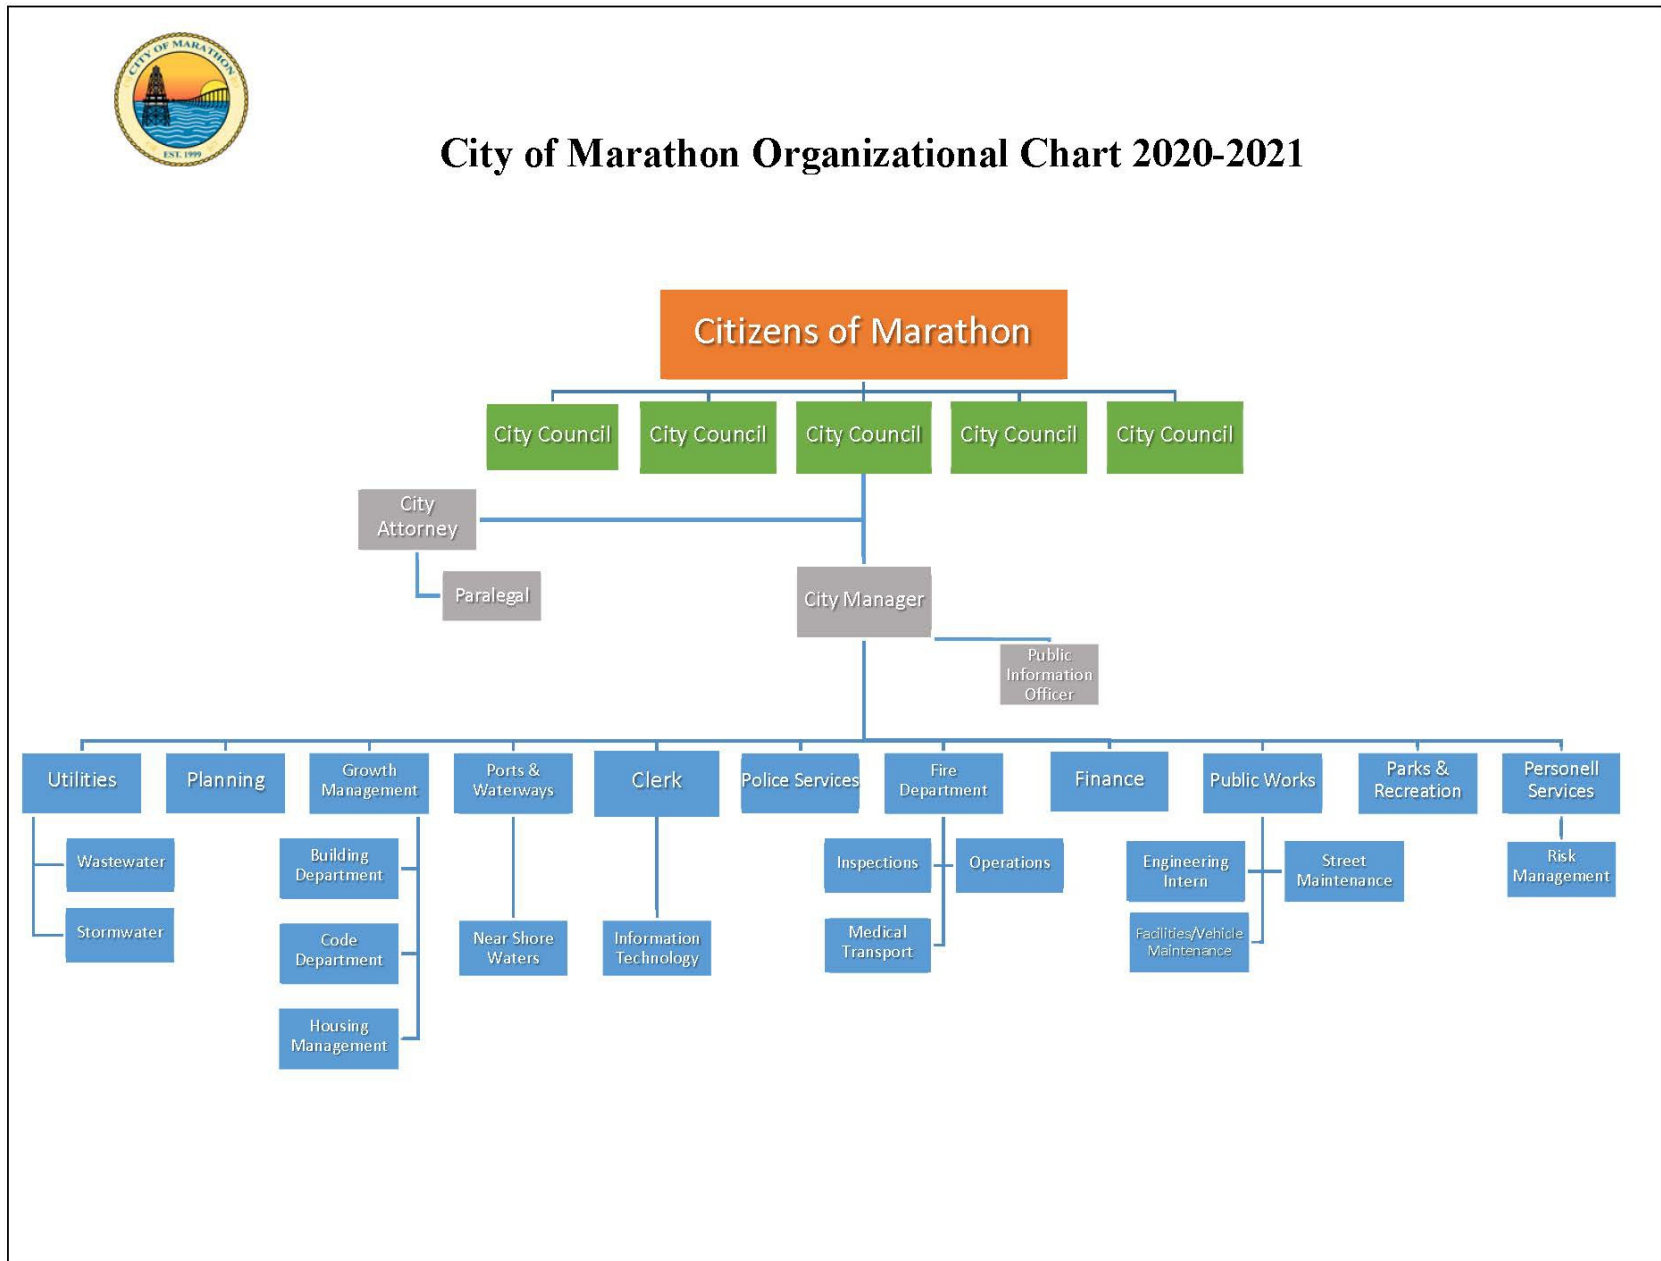 CITY OF MARATHON
EST. 1999
City of Marathon Organizational Chart 2020-2021
Citizens of Marathon
City Council
City Council
City Council
City Council
City Council
City
Attorney
Paralegal
City Manager
Public
Information
Officer
Utilities
Planning
Growth
Management
Ports &
Waterways
Clerk
Police Services
Fire
Department
Finance
Public Works
Parks &
Recreation
Personell
Services
Wastewater
Stormwater
Building
Department
Code
Department
Housing
Management
Near Shore
Waters
Information
Technology
Inspections
Operations
Medical
Transport
Engineering
Intern
Street
Maintenance
Facilities/Vehicle
Maintenance
Risk
Management